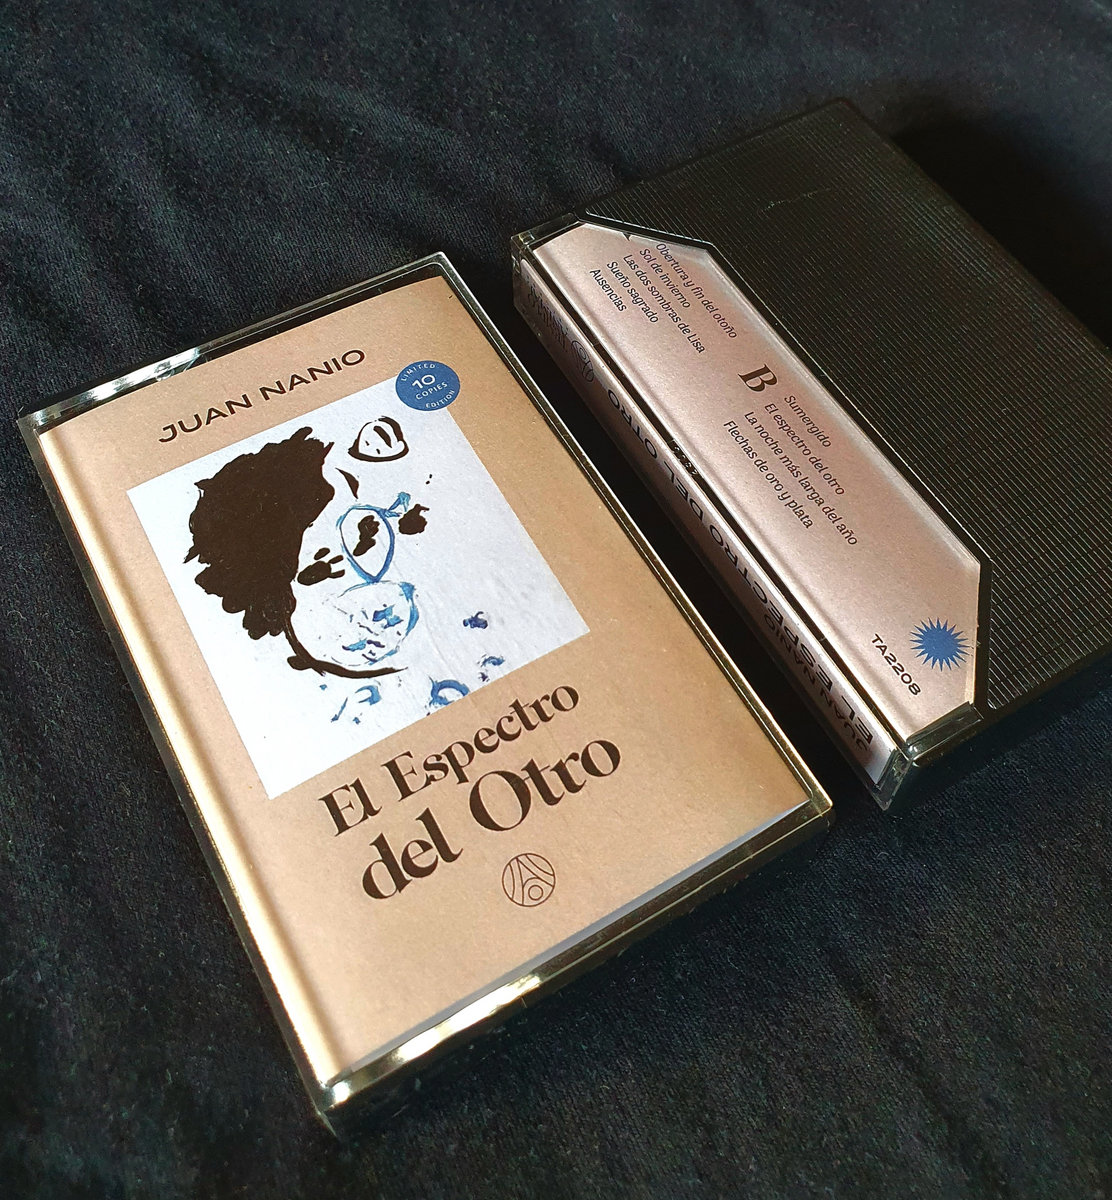 JUAN NANIO
LIMITED
10
COPIES
EDITION
El Espectro
del Otro
Obertura y fin del otoño
Sol de invierno
Las dos sombras de Lisa
Sueño sagrado
Ausencias
B
Sumergido
El espectro del otro
La noche más larga del año
Flechas de oro y plata
TA2208
JUAN NANIO
EL ESPECTRO DEL OTRO